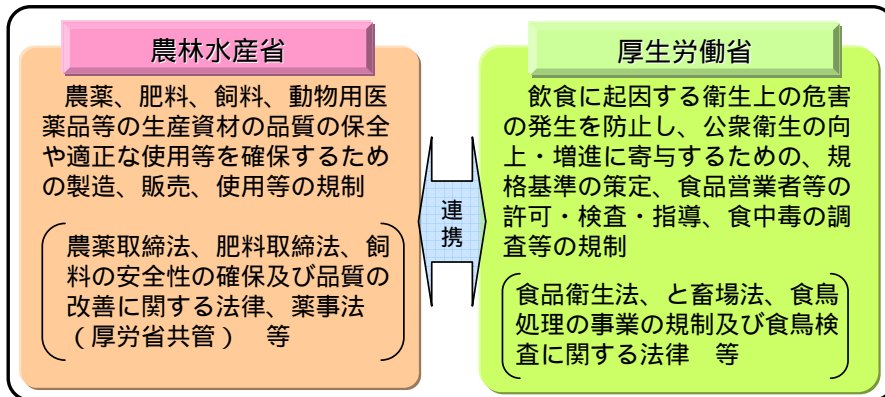 農林水産省
農薬、肥料、飼料、動物用医
薬品等の生産資材の品質の保全
や適正な使用等を確保するため
の製造、販売、使用等の規制
農薬取締法、肥料取締法、飼
料の安全性の確保及び品質の
改善に関する法律、薬事法
(厚労省共管) 等
連
携
厚生労働省
飲食に起因する衛生上の危害
の発生を防止し、公衆衛生の向
上・増進に寄与するための、規
格基準の策定、食品営業者等の
許可・検査・指導、食中毒の調
査等の規制
食品衛生法、と畜場法、食鳥
処理の事業の規制及び食鳥検
査に関する法律 等